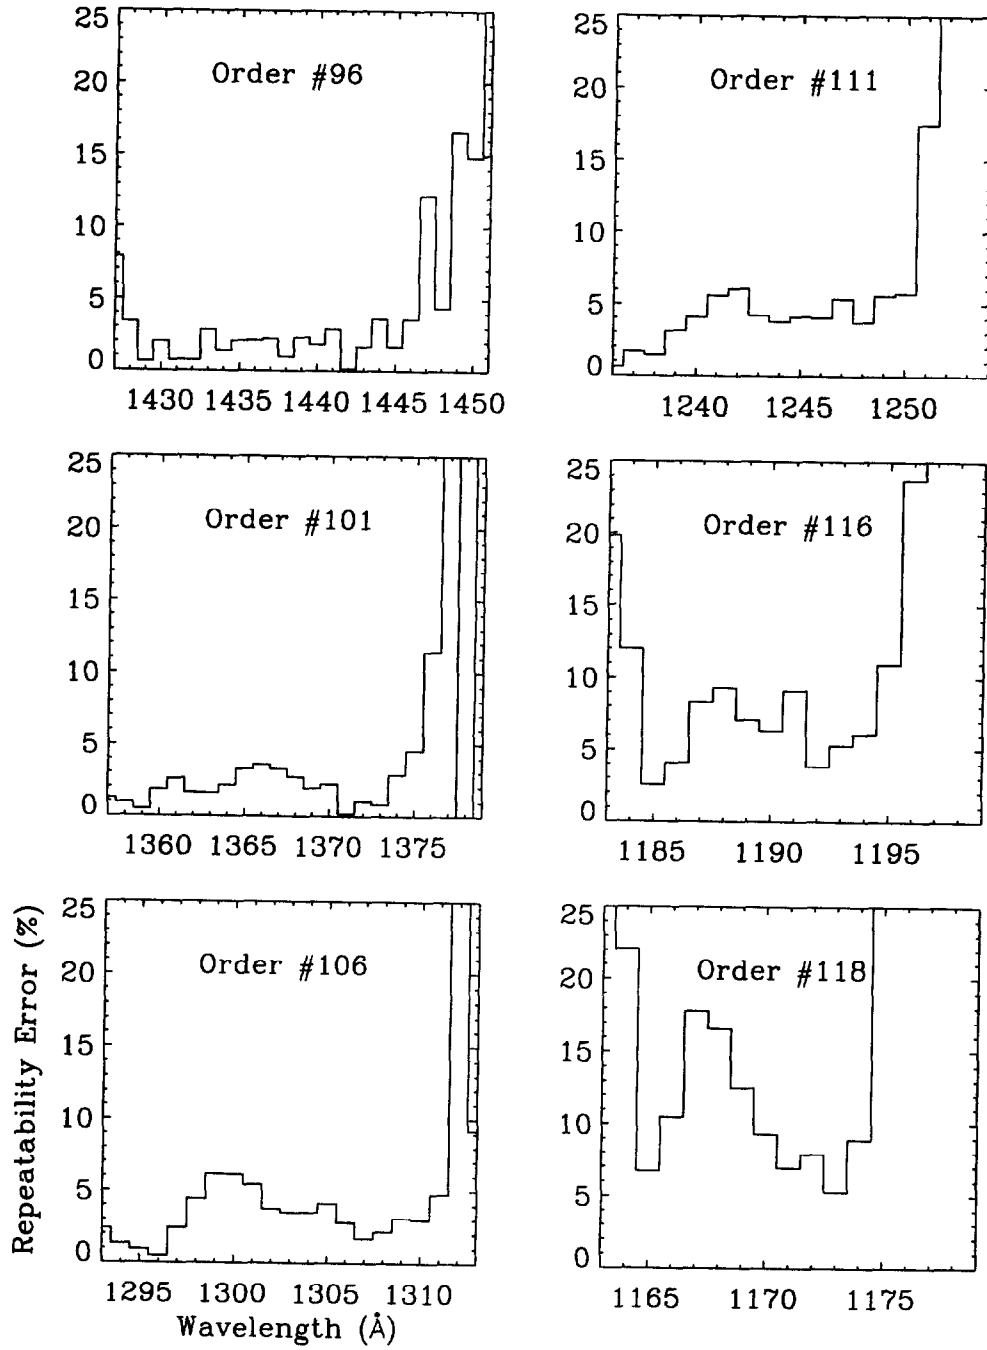 25
20
15
10
5
0
Order #96
1430 1435 1440 1445 1450
25
20
15
10
5
0
Order #111
1240 1245 1250
25
20
15
10
5
0
Order #101
1360 1365 1370 1375
25
20
15
10
5
0
Order #116
1185 1190 1195
25
20
15
10
5
0
Order #106
1295 1300 1305 1310
Repeatability Error (%)
Wavelength (Å)
25
20
15
10
5
0
Order #118
1165 1170 1175